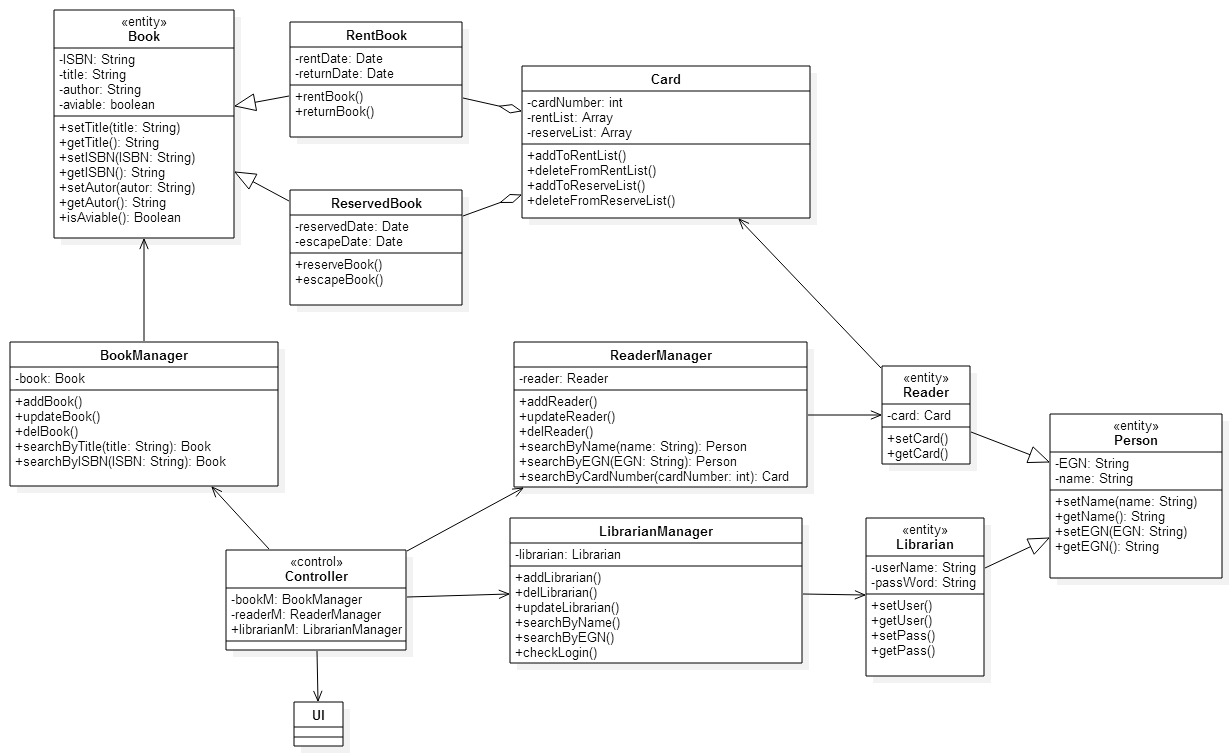 «entity»
Book
-ISBN: String
-title: String
-author: String
-aviable: boolean
+setTitle(title: String)
+getTitle(): String
+setISBN(ISBN: String)
+getISBN(): String
+setAutor(autor: String)
+getAutor(): String
+isAviable(): Boolean
RentBook
-rentDate: Date
-returnDate: Date
+rentBook()
+returnBook()
Card
-cardNumber: int
-rentList: Array
-reserveList: Array
+addToRentList()
+deleteFromRentList()
+addToReserveList()
+deleteFromReserveList()
ReservedBook
-reservedDate: Date
-escapeDate: Date
+reserveBook()
+escapeBook()
BookManager
-book: Book
+addBook()
+updateBook()
+delBook()
+searchByTitle(title: String): Book
+searchByISBN(ISBN: String): Book
ReaderManager
-reader: Reader
+addReader()
+updateReader()
+delReader()
+searchByName(name: String): Person
+searchByEGN(EGN: String): Person
+searchByCardNumber(cardNumber: int): Card
«entity»
Reader
-card: Card
+setCard()
+getCard()
«entity»
Person
-EGN: String
-name: String
+setName(name: String)
+getName(): String
+setEGN(EGN: String)
+getEGN(): String
«control»
Controller
-bookM: BookManager
-readerM: ReaderManager
+librarianM: LibrarianManager
LibrarianManager
-librarian: Librarian
+addLibrarian()
+delLibrarian()
+updateLibrarian()
+searchByName()
+searchByEGN()
+checkLogin()
«entity»
Librarian
-userName: String
-passWord: String
+setUser()
+getUser()
+setPass()
+getPass()
UI